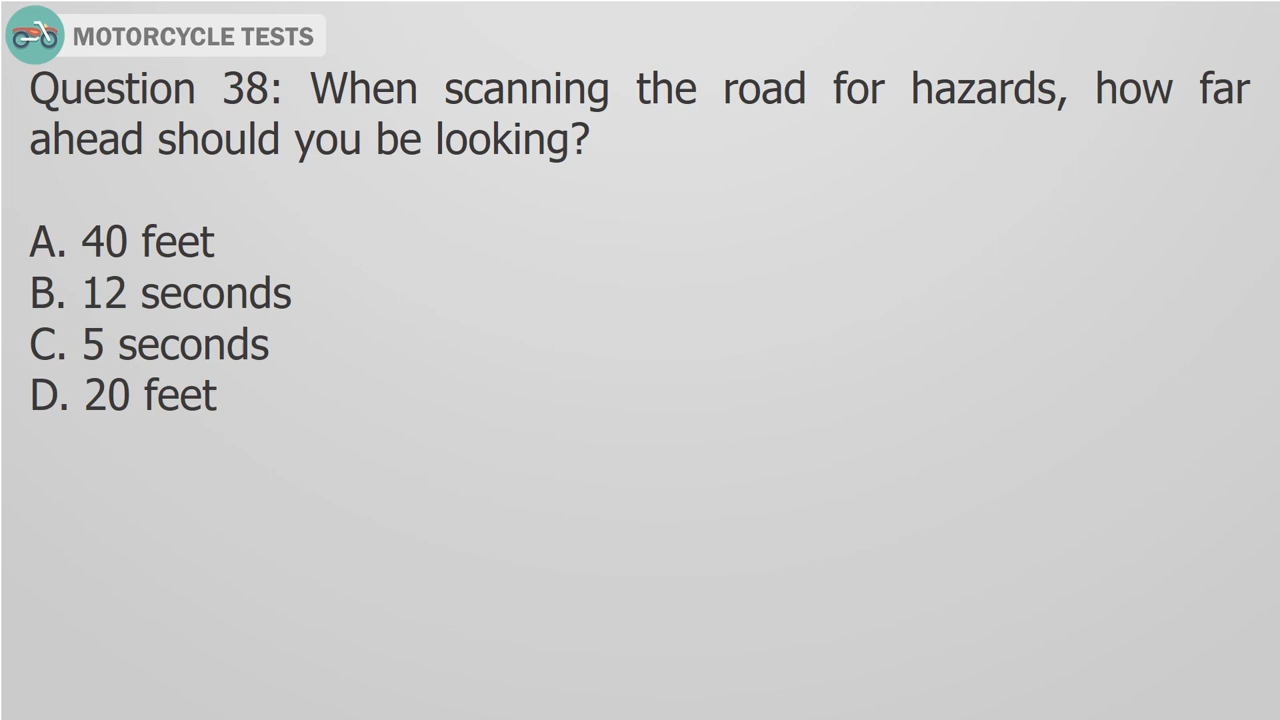 MOTORCYCLE TESTS
Question 38: When scanning the road for hazards, how far
ahead should you be looking?
A. 40 feet
B. 12 seconds
C. 5 seconds
D. 20 feet